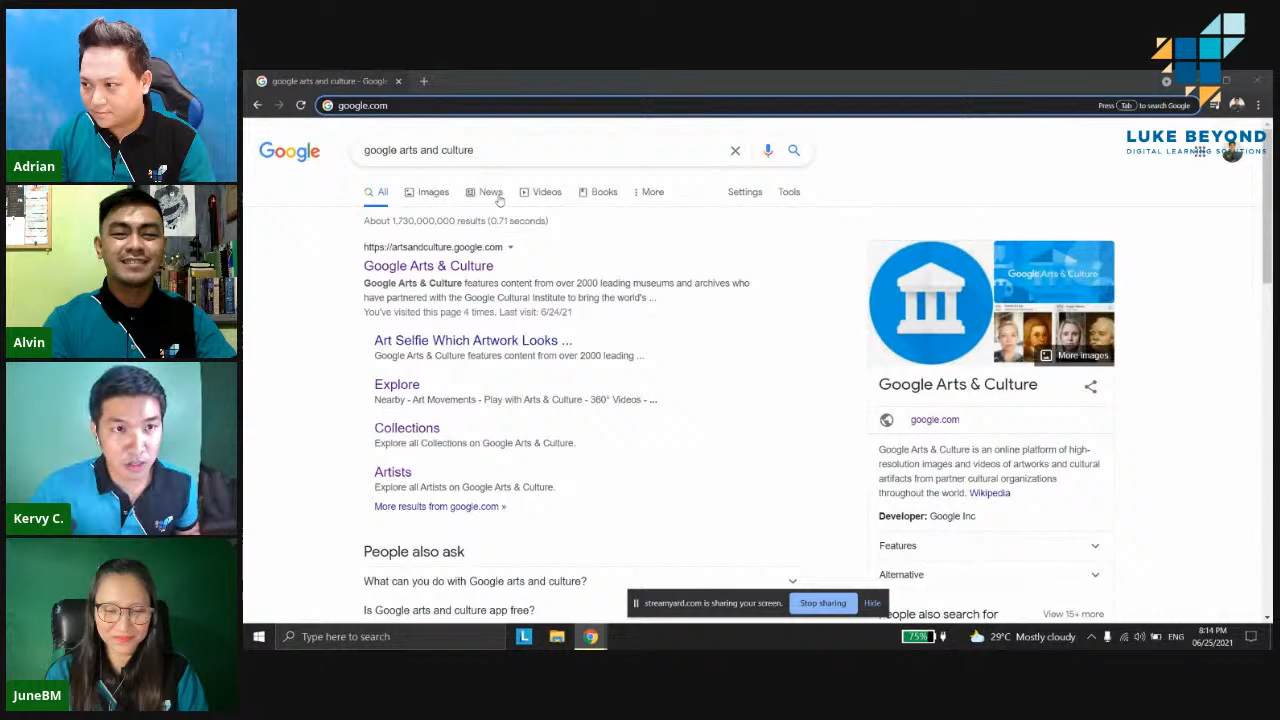 Adrian
Alvin
Kervy C.
JuneBM
LUKE BEYOND
DIGITAL LEARNING SOLUTIONS
google arts and culture - Googl
google.com
Press Tab to search Google
Google
google arts and culture
All Images News Videos Books More Settings Tools
About 1,730,000,000 results (0.71 seconds)
https://artsandculture.google.com
Google Arts & Culture
Google Arts & Culture features content from over 2000 leading museums and archives who
have partnered with the Google Cultural Institute to bring the world's ...
You've visited this page 4 times. Last visit: 6/24/21
Art Selfie Which Artwork Looks ...
Google Arts & Culture features content from over 2000 leading ...
Explore
Nearby - Art Movements - Play with Arts & Culture - 360° Videos - ...
Collections
Explore all Collections on Google Arts & Culture.
Artists
Explore all Artists on Google Arts & Culture.
More results from google.com »
People also ask
What can you do with Google arts and culture?
Is Google arts and culture app free?
Google Arts & Culture
More images
Google Arts & Culture
google.com
Google Arts & Culture is an online platform of high-
resolution images and videos of artworks and cultural
artifacts from partner cultural organizations
throughout the world. Wikipedia
Developer: Google Inc
Features
Alternative
People also search for View 15+ more
streamyard.com is sharing your screen. Stop sharing Hide
Type here to search
L
75%
29°C Mostly cloudy
ENG
8:14 PM
06/25/2021